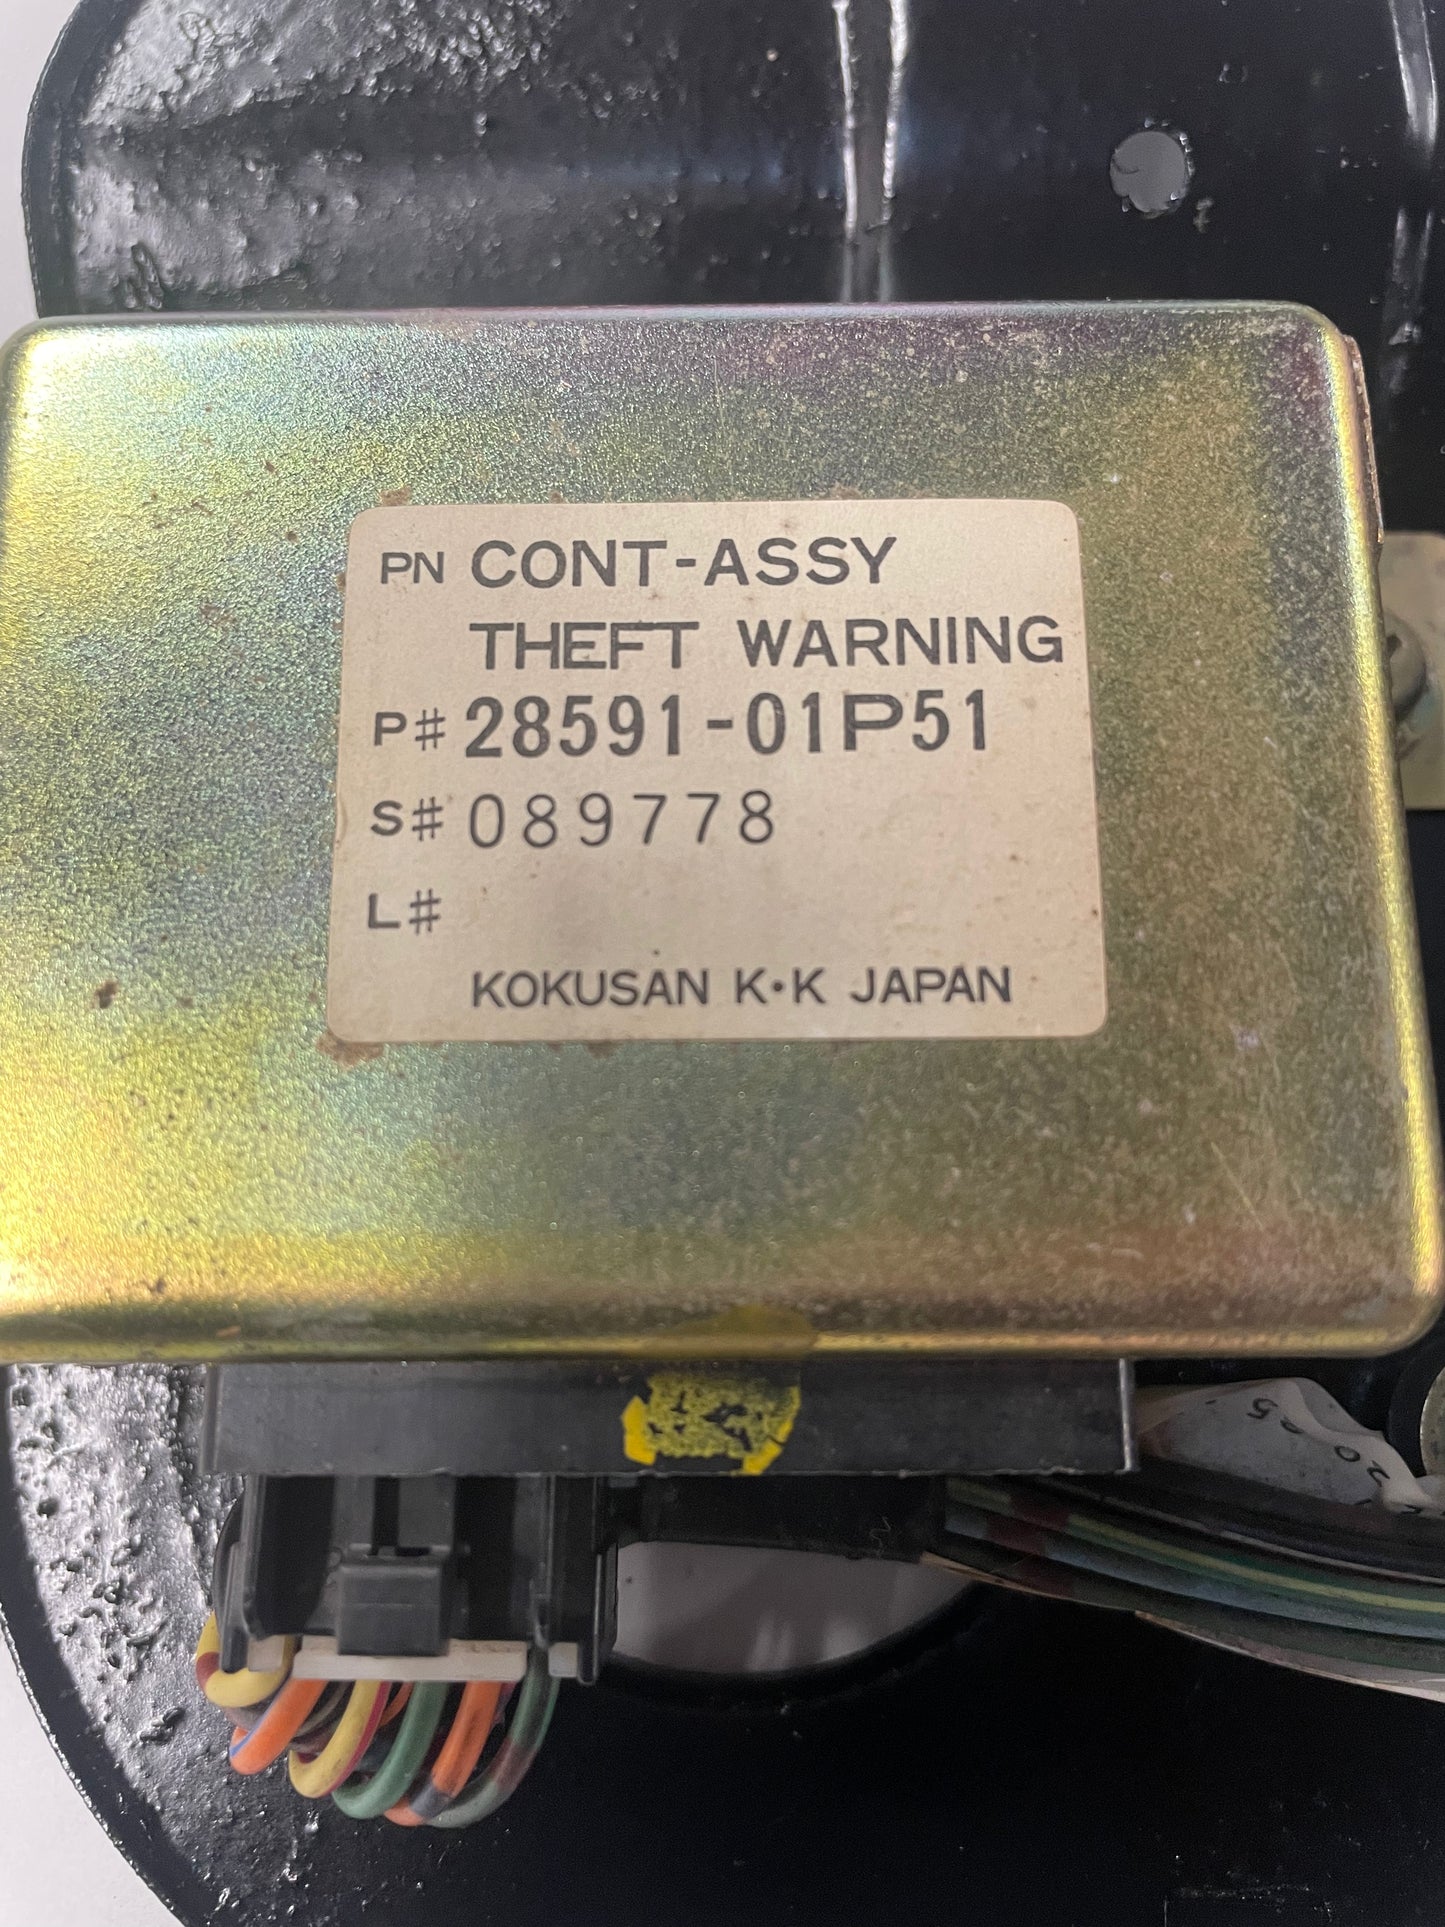 PN CONT-ASSY
THEFT WARNING
P# 28591-01P51
S# 089778
L#
KOKUSAN K·K JAPAN